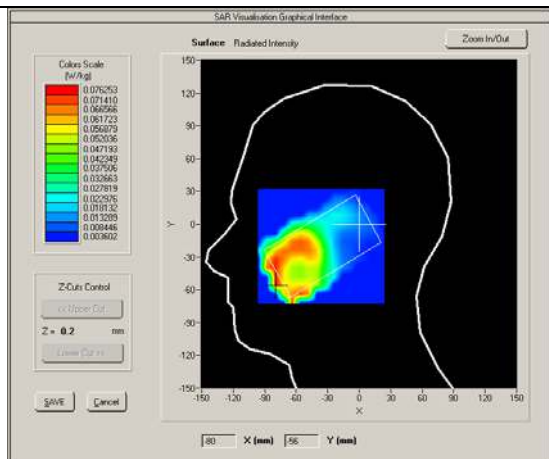 SAR Visualisation Graphical Interface
Surface Radiated Intensity
Zoom In/Out
Colors Scale
(W/kg)
0.076253
0.071410
0.066566
0.061723
0.056879
0.052036
0.047193
0.042349
0.037506
0.032663
0.027819
0.022976
0.018132
0.013289
0.008446
0.003602
150
120
90
60
30
0
-30
-60
-90
-120
-150
Y
-150 -120 -90 -60 -30 0 30 60 90 120 150
X
Z-Cuts Control
<< Upper Cut
Z = 0.2 mm
Lower Cut >>
SAVE Cancel
-80 X (mm) -56 Y (mm)